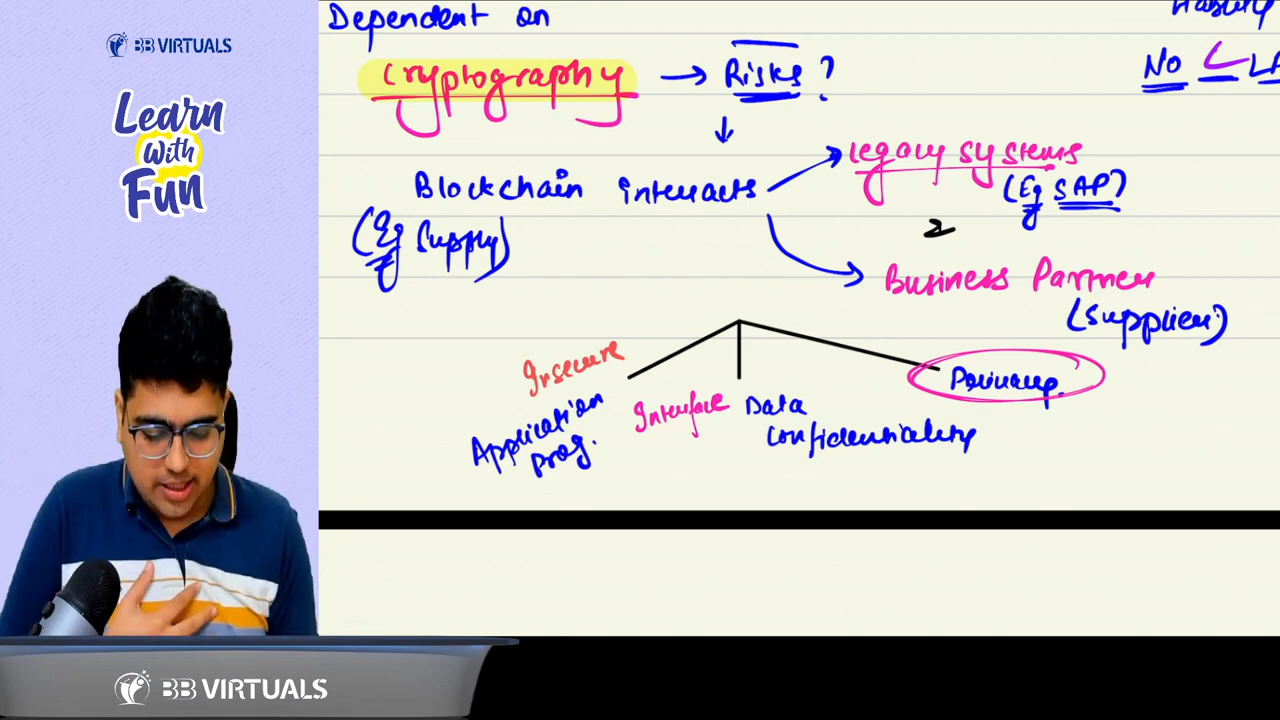 BB VIRTUALS
Learn
With
Fun
Dependent on
Cryptography → Risks ?
No
Blockchain interacts
(Eg Supply)
Legacy systems
(Eg SAP)
2
Business Partner
(Supplier)
Insecure
Application
prog.
Interface
Data
Confidentiality
BB VIRTUALS